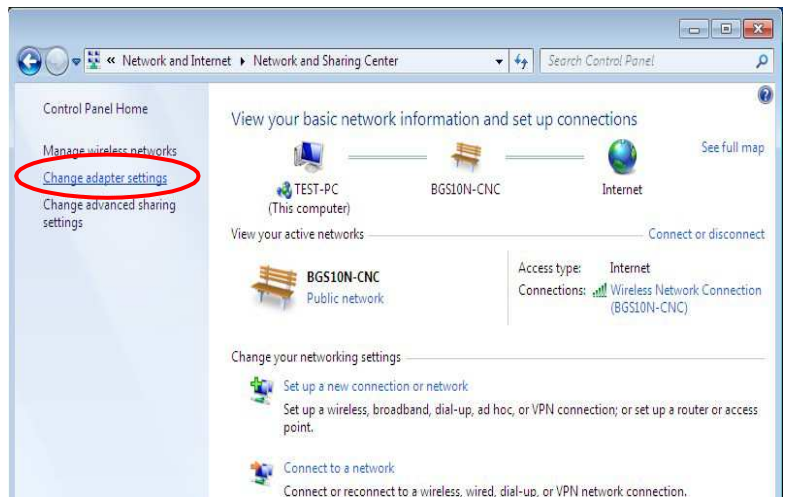 « Network and Internet ▸ Network and Sharing Center
Search Control Panel
Control Panel Home
Manage wireless networks
Change adapter settings
Change advanced sharing
settings
View your basic network information and set up connections
See full map
TEST-PC
(This computer)
BGS10N-CNC
Internet
View your active networks
Connect or disconnect
BGS10N-CNC
Public network
Access type: Internet
Connections: Wireless Network Connection
(BGS10N-CNC)
Change your networking settings
Set up a new connection or network
Set up a wireless, broadband, dial-up, ad hoc, or VPN connection; or set up a router or access
point.
Connect to a network
Connect or reconnect to a wireless, wired, dial-up, or VPN network connection.